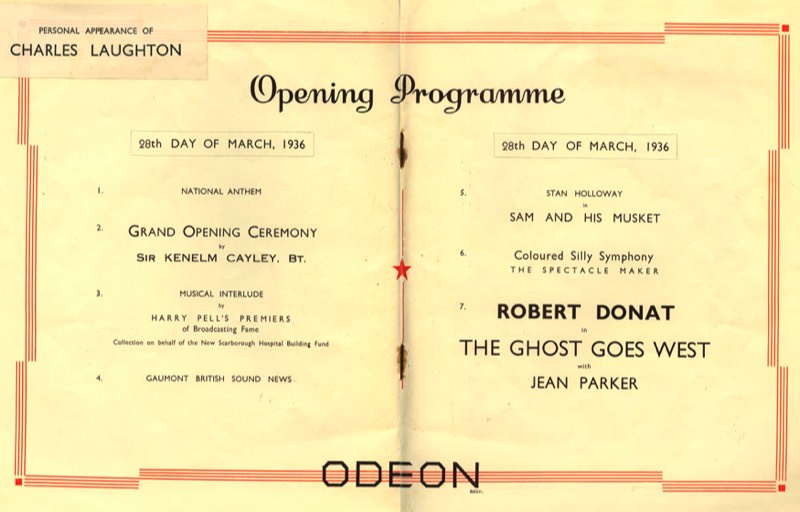 PERSONAL APPEARANCE OF
CHARLES LAUGHTON
Opening Programme
28th DAY OF MARCH, 1936
1. NATIONAL ANTHEM
2. GRAND OPENING CEREMONY
by
SIR KENELM CAYLEY, BT.
3. MUSICAL INTERLUDE
by
HARRY PELL'S PREMIERS
of Broadcasting Fame
Collection on behalf of the New Scarborough Hospital Building Fund
4. GAUMONT BRITISH SOUND NEWS
28th DAY OF MARCH, 1936
5. STAN HOLLOWAY
in
SAM AND HIS MUSKET
6. Coloured Silly Symphony
THE SPECTACLE MAKER
7. ROBERT DONAT
in
THE GHOST GOES WEST
with
JEAN PARKER
ODEON